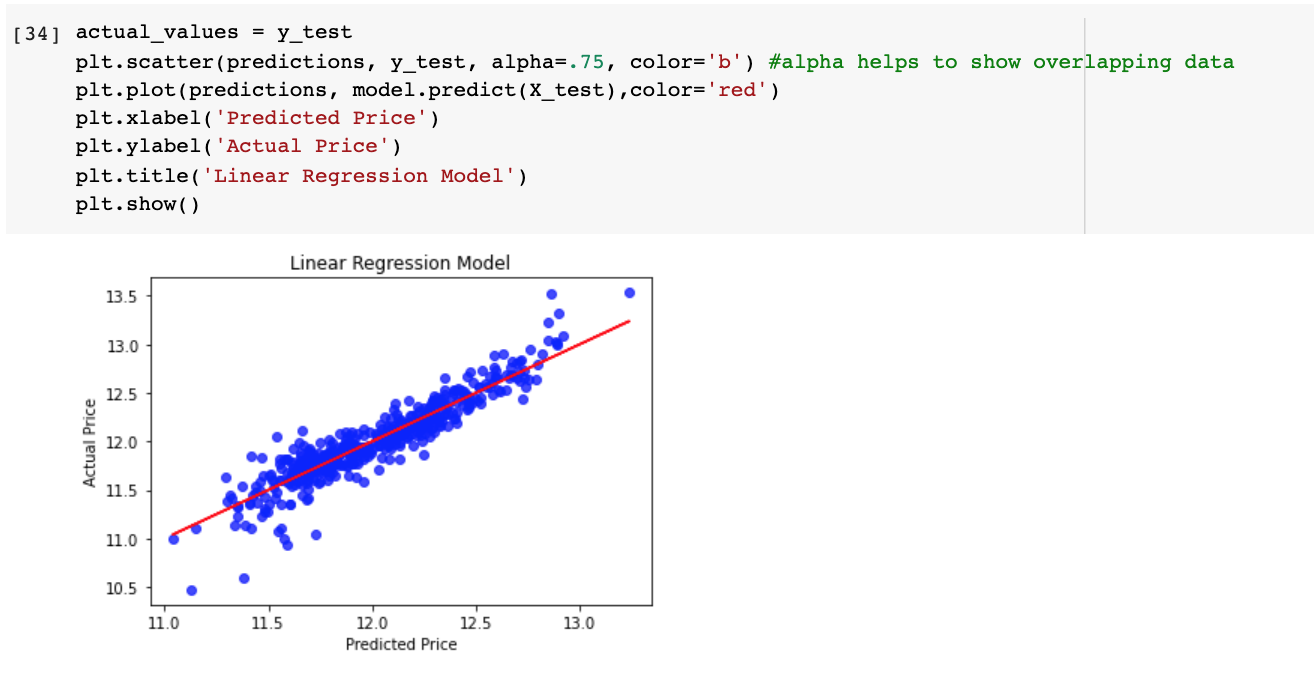 [34] actual_values = y_test
plt.scatter(predictions, y_test, alpha=.75, color='b') #alpha helps to show overlapping data
plt.plot(predictions, model.predict(X_test),color='red')
plt.xlabel('Predicted Price')
plt.ylabel('Actual Price')
plt.title('Linear Regression Model')
plt.show()
Linear Regression Model
Actual Price
13.5
13.0
12.5
12.0
11.5
11.0
10.5
11.0 11.5 12.0 12.5 13.0
Predicted Price